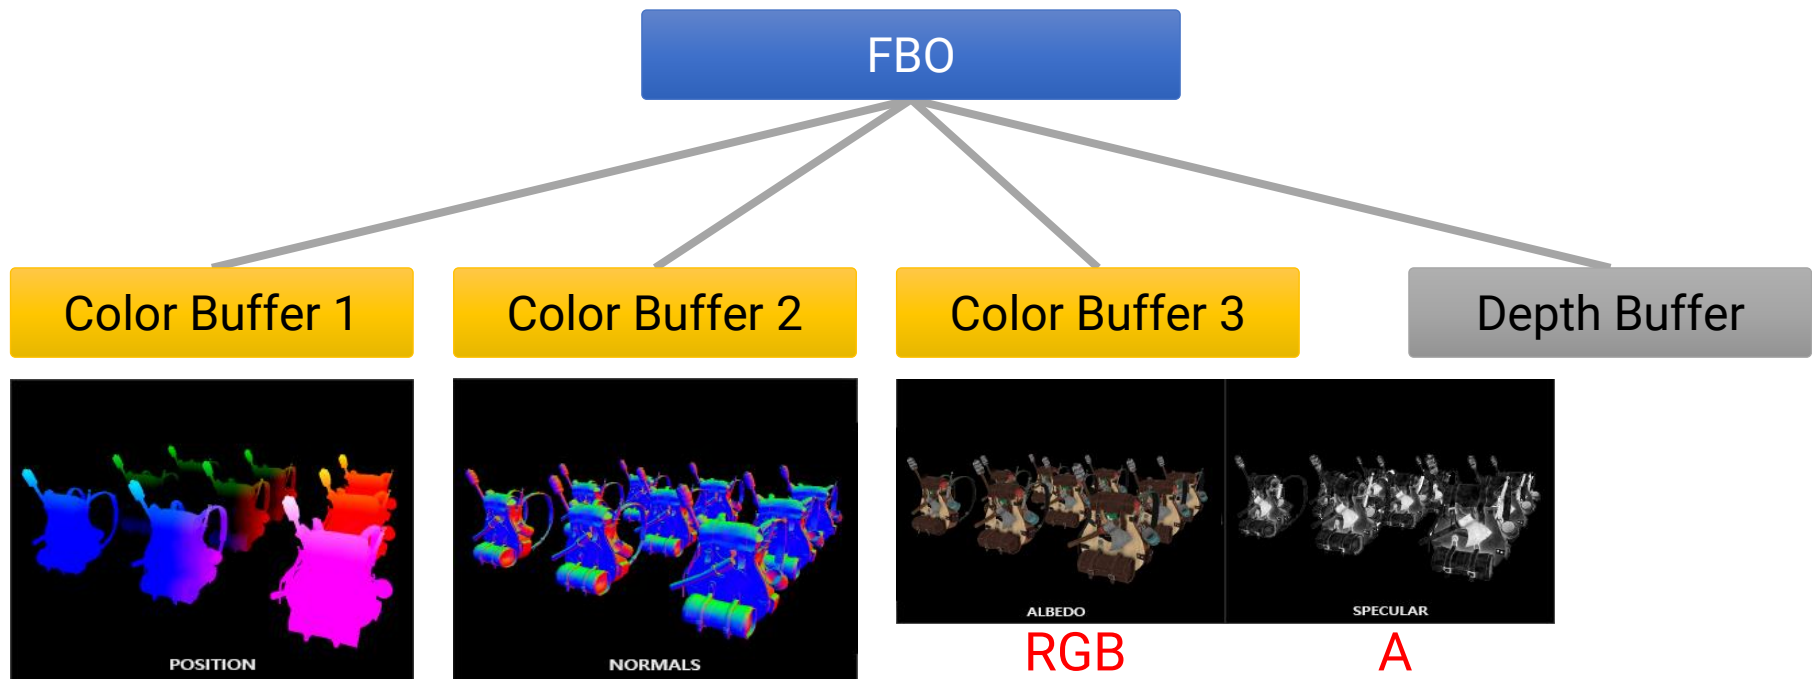 FBO
Color Buffer 1
Color Buffer 2
Color Buffer 3
Depth Buffer
POSITION
NORMALS
ALBEDO
SPECULAR
RGB
A